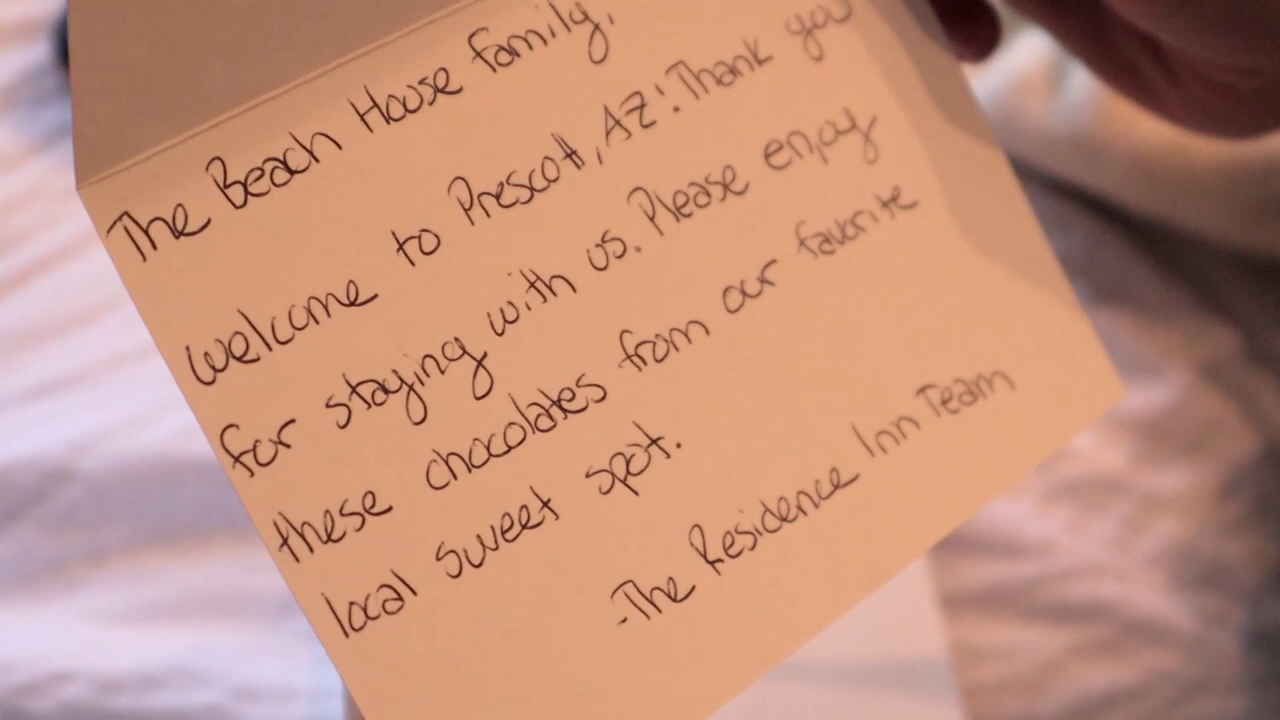 The Beach House family,
welcome to Prescott, AZ! Thank you
for staying with us. Please enjoy
these chocolates from our favorite
local sweet spot.
-The Residence Inn Team